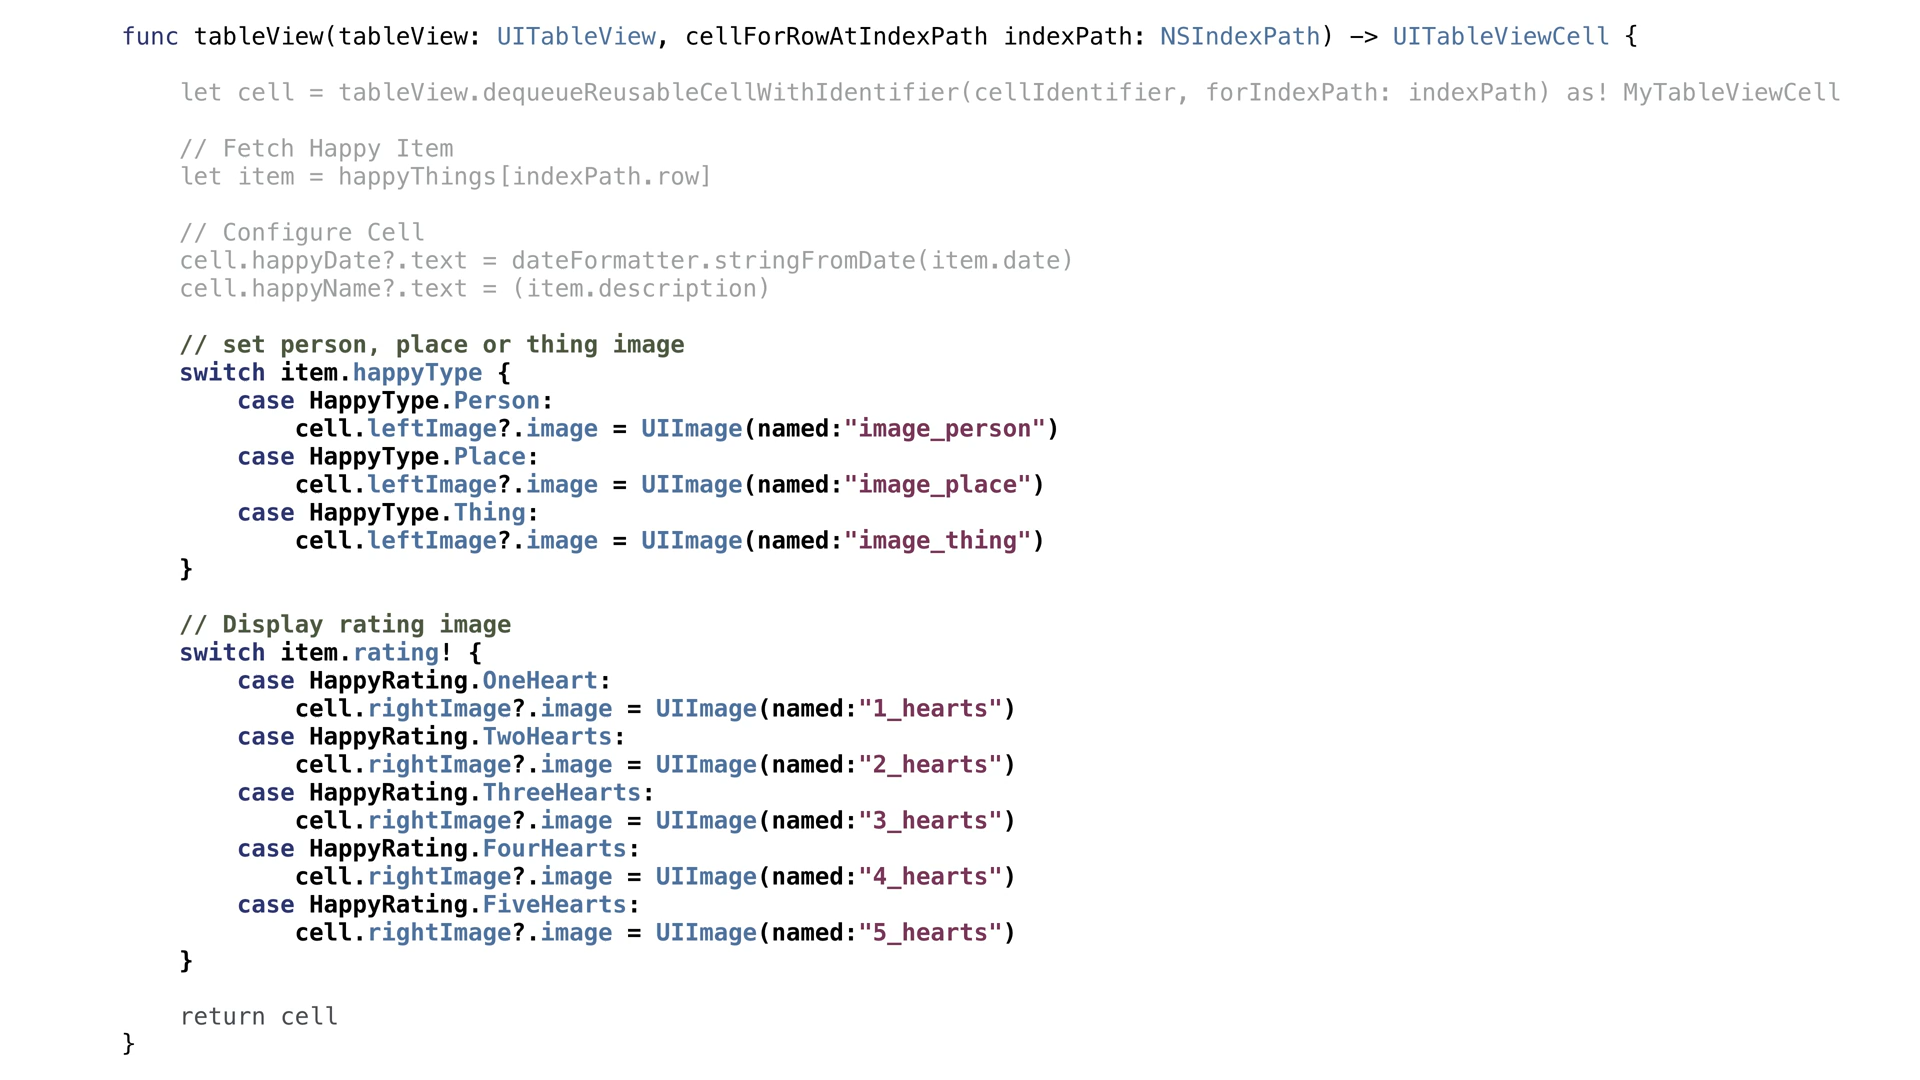 func tableView(tableView: UITableView, cellForRowAtIndexPath indexPath: NSIndexPath) -> UITableViewCell {
let cell = tableView.dequeueReusableCellWithIdentifier(cellIdentifier, forIndexPath: indexPath) as! MyTableViewCell
// Fetch Happy Item
let item = happyThings[indexPath.row]
// Configure Cell
cell.happyDate?.text = dateFormatter.stringFromDate(item.date)
cell.happyName?.text = (item.description)
// set person, place or thing image
switch item.happyType {
case HappyType.Person:
cell.leftImage?.image = UIImage(named:"image_person")
case HappyType.Place:
cell.leftImage?.image = UIImage(named:"image_place")
case HappyType.Thing:
cell.leftImage?.image = UIImage(named:"image_thing")
}
// Display rating image
switch item.rating! {
case HappyRating.OneHeart:
cell.rightImage?.image = UIImage(named:"1_hearts")
case HappyRating.TwoHearts:
cell.rightImage?.image = UIImage(named:"2_hearts")
case HappyRating.ThreeHearts:
cell.rightImage?.image = UIImage(named:"3_hearts")
case HappyRating.FourHearts:
cell.rightImage?.image = UIImage(named:"4_hearts")
case HappyRating.FiveHearts:
cell.rightImage?.image = UIImage(named:"5_hearts")
}
return cell
}